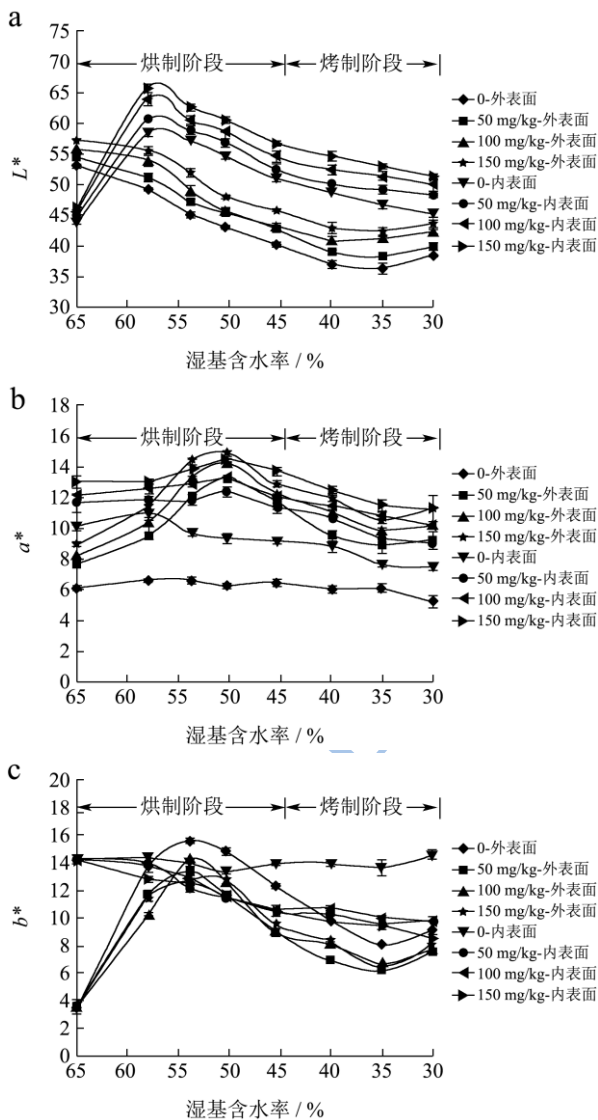 a
75
70
65
60
55
50
45
40
35
30
L*
烘制阶段
烤制阶段
65 60 55 50 45 40 35 30
湿基含水率 / %
0-外表面
50 mg/kg-外表面
100 mg/kg-外表面
150 mg/kg-外表面
0-内表面
50 mg/kg-内表面
100 mg/kg-内表面
150 mg/kg-内表面
b
18
16
14
12
10
8
6
4
2
0
a*
烘制阶段
烤制阶段
65 60 55 50 45 40 35 30
湿基含水率 / %
0-外表面
50 mg/kg-外表面
100 mg/kg-外表面
150 mg/kg-外表面
0-内表面
50 mg/kg-内表面
100 mg/kg-内表面
150 mg/kg-内表面
c
20
18
16
14
12
10
8
6
4
2
0
b*
烘制阶段
烤制阶段
65 60 55 50 45 40 35 30
湿基含水率 / %
0-外表面
50 mg/kg-外表面
100 mg/kg-外表面
150 mg/kg-外表面
0-内表面
50 mg/kg-内表面
100 mg/kg-内表面
150 mg/kg-内表面